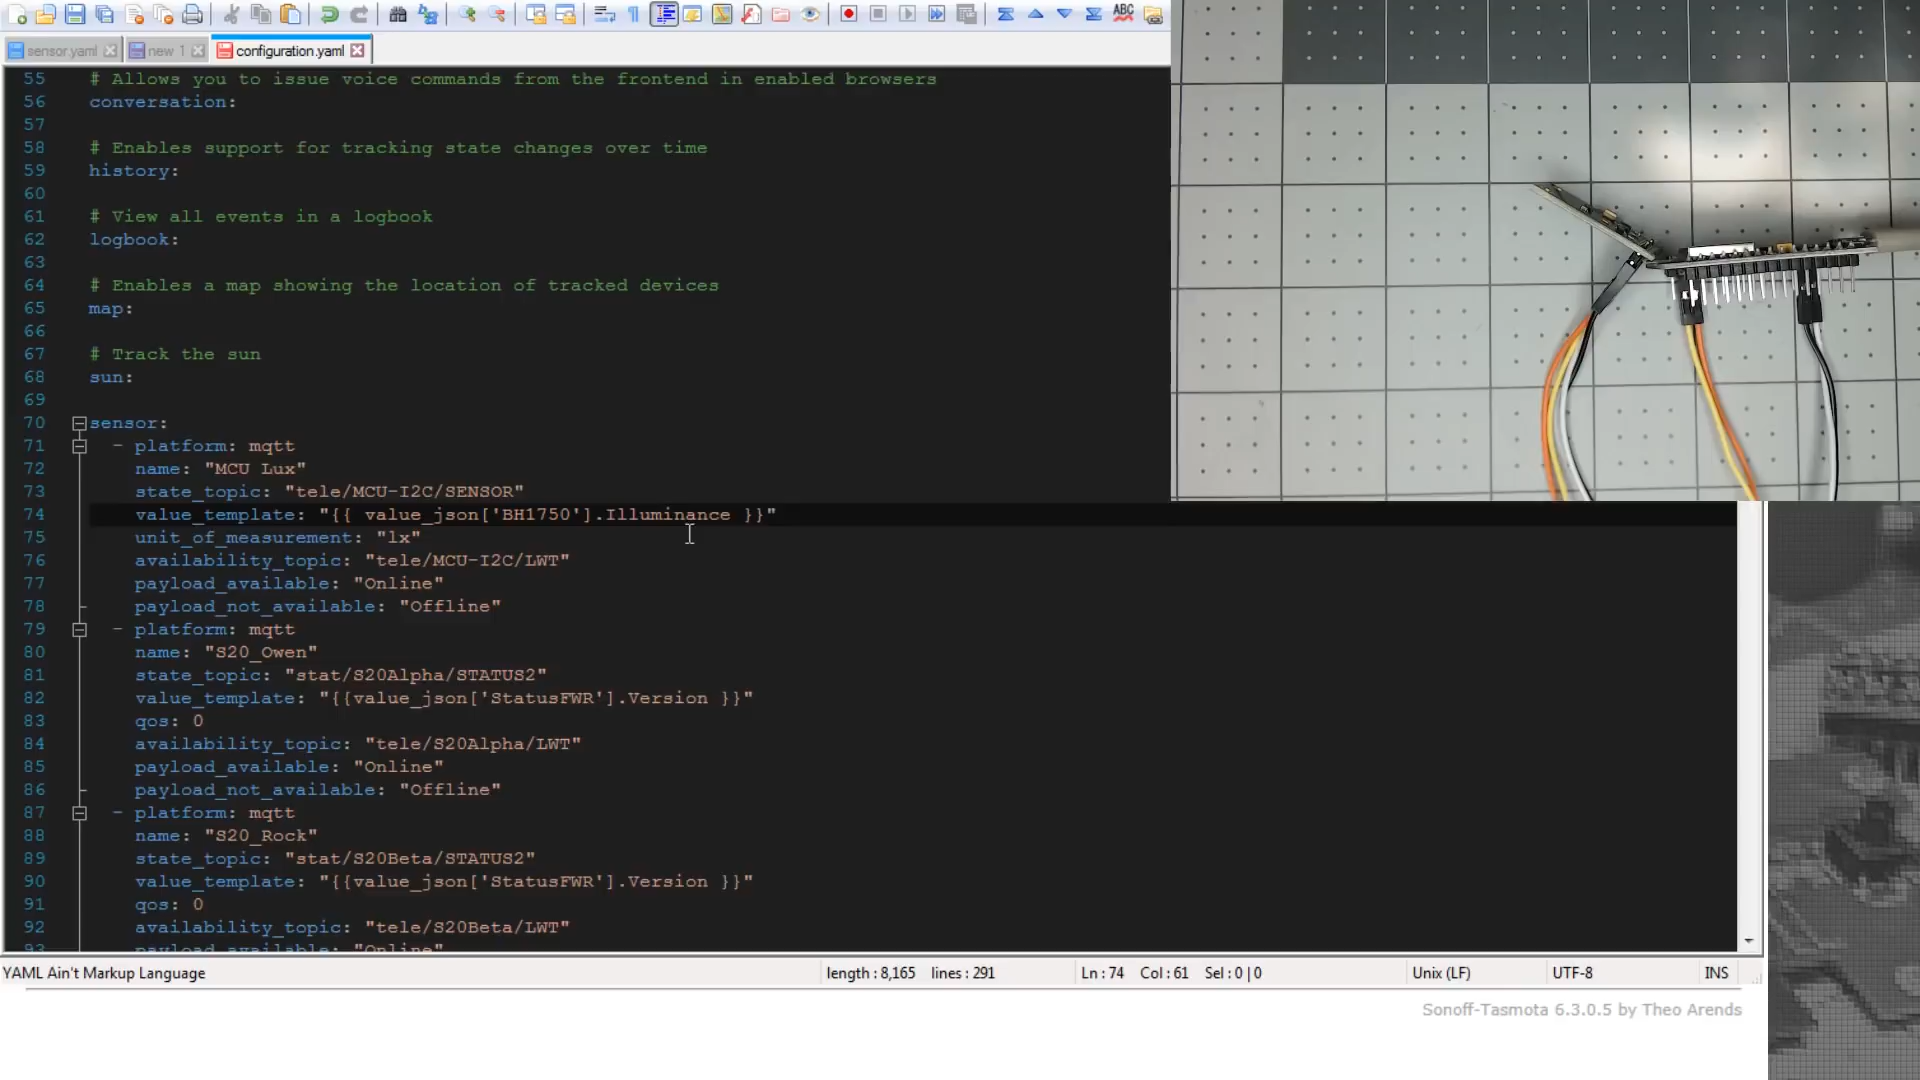 sensor.yaml
new 1
configuration.yaml
ABC
55 # Allows you to issue voice commands from the frontend in enabled browsers
56 conversation:
57
58 # Enables support for tracking state changes over time
59 history:
60
61 # View all events in a logbook
62 logbook:
63
64 # Enables a map showing the location of tracked devices
65 map:
66
67 # Track the sun
68 sun:
69
70 sensor:
71 - platform: mqtt
72 name: "MCU Lux"
73 state_topic: "tele/MCU-I2C/SENSOR"
74 value_template: "{{ value_json['BH1750'].Illuminance }}"
75 unit_of_measurement: "lx"
76 availability_topic: "tele/MCU-I2C/LWT"
77 payload_available: "Online"
78 payload_not_available: "Offline"
79 - platform: mqtt
80 name: "S20_Owen"
81 state_topic: "stat/S20Alpha/STATUS2"
82 value_template: "{{value_json['StatusFWR'].Version }}"
83 qos: 0
84 availability_topic: "tele/S20Alpha/LWT"
85 payload_available: "Online"
86 payload_not_available: "Offline"
87 - platform: mqtt
88 name: "S20_Rock"
89 state_topic: "stat/S20Beta/STATUS2"
90 value_template: "{{value_json['StatusFWR'].Version }}"
91 qos: 0
92 availability_topic: "tele/S20Beta/LWT"
93 payload_available: "Online"
YAML Ain't Markup Language
length : 8,165 lines : 291
Ln : 74 Col : 61 Sel : 0 | 0
Unix (LF)
UTF-8
INS
Sonoff-Tasmota 6.3.0.5 by Theo Arends